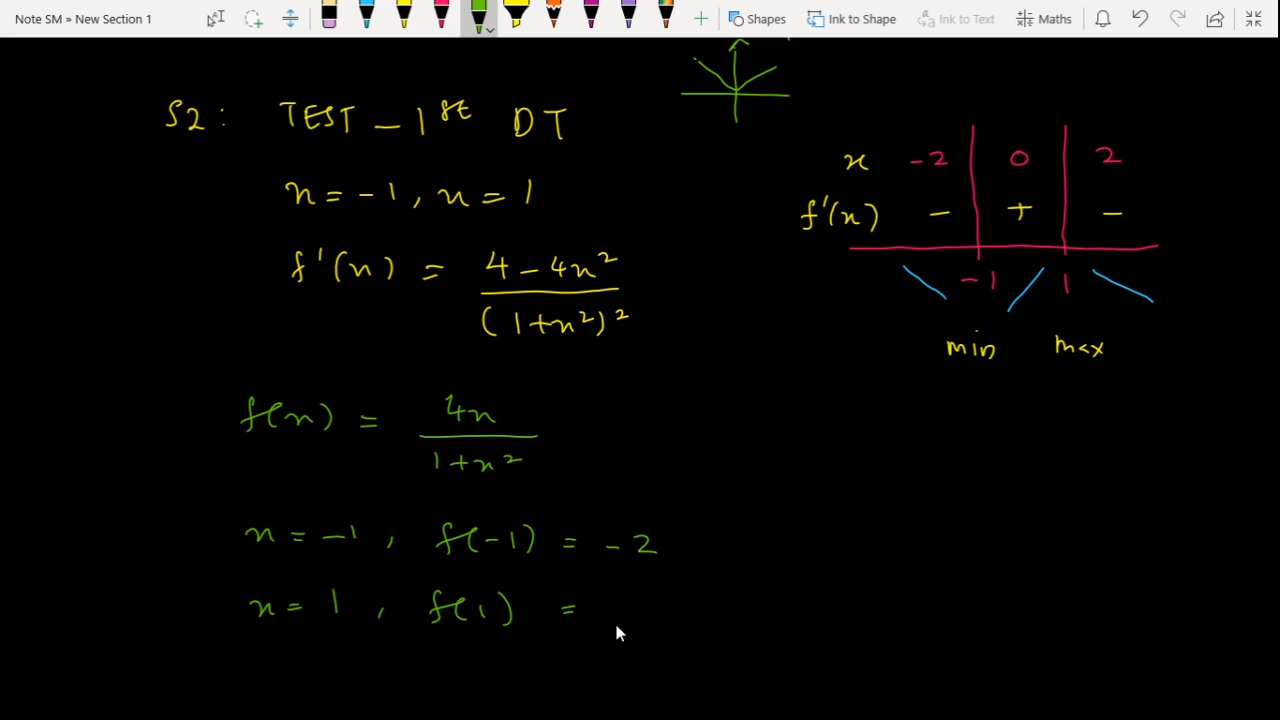 Note SM » New Section 1
Shapes
Ink to Shape
Ink to Text
Maths
S2: TEST - 1st DT
x = -1, x = 1
f'(x) = 4 - 4x² / (1+x²)²
x -2 0 2
f'(x) - + -
-1 1
min max
f(x) = 4x / 1+x²
x = -1, f(-1) = -2
x = 1, f(1) =